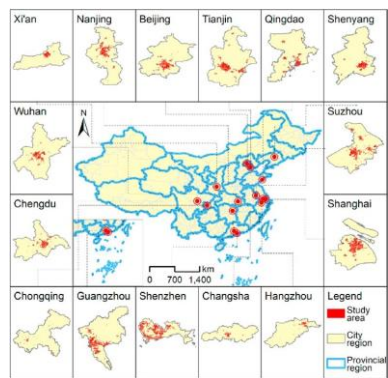 Xi'an
Nanjing
Beijing
Tianjin
Qingdao
Shenyang
Wuhan
N
Suzhou
Chengdu
Shanghai
km
0 700 1,400
Chongqing
Guangzhou
Shenzhen
Changsha
Hangzhou
Legend
Study
area
City
region
Provincial
region